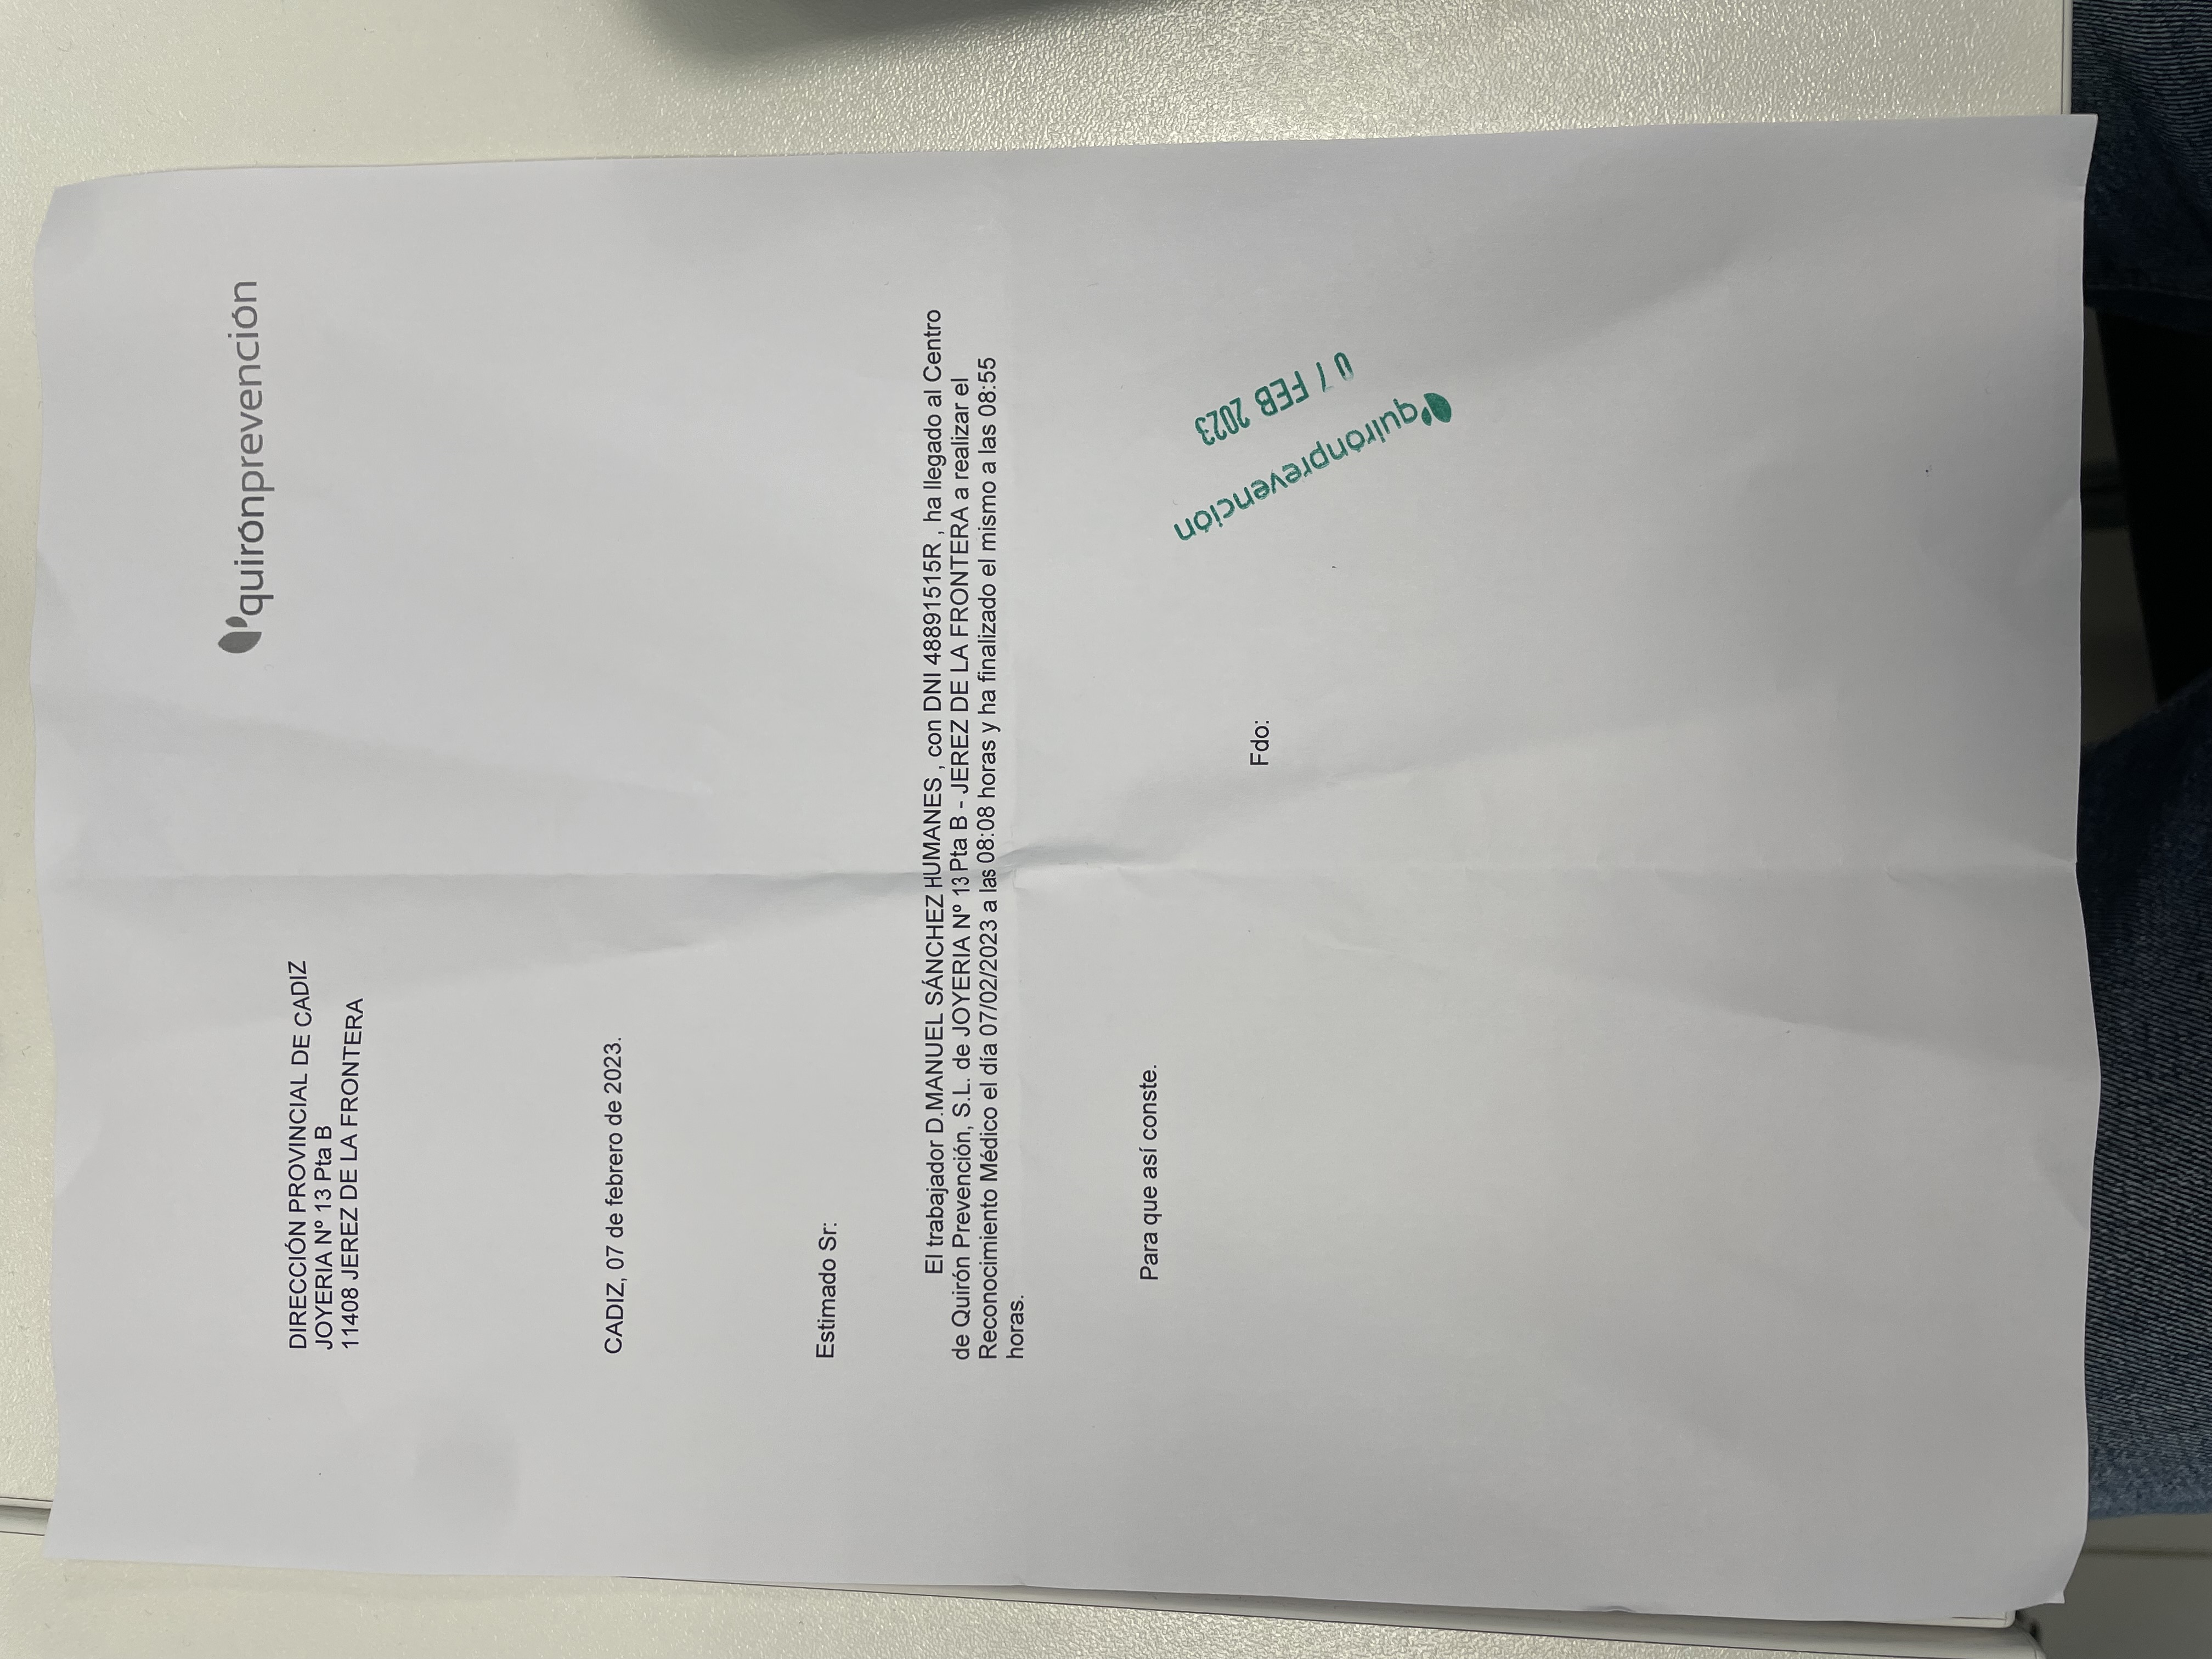 quirónprevención
DIRECCIÓN PROVINCIAL DE CADIZ
JOYERIA Nº 13 Pta B
11408 JEREZ DE LA FRONTERA
CADIZ, 07 de febrero de 2023.
Estimado Sr:
El trabajador D.MANUEL SÁNCHEZ HUMANES , con DNI 48891515R , ha llegado al Centro
de Quirón Prevención, S.L. de JOYERIA Nº 13 Pta B - JEREZ DE LA FRONTERA a realizar el
Reconocimiento Médico el día 07/02/2023 a las 08:08 horas y ha finalizado el mismo a las 08:55
horas.
Para que así conste.
Fdo:
quirónprevención
07 FEB 2023